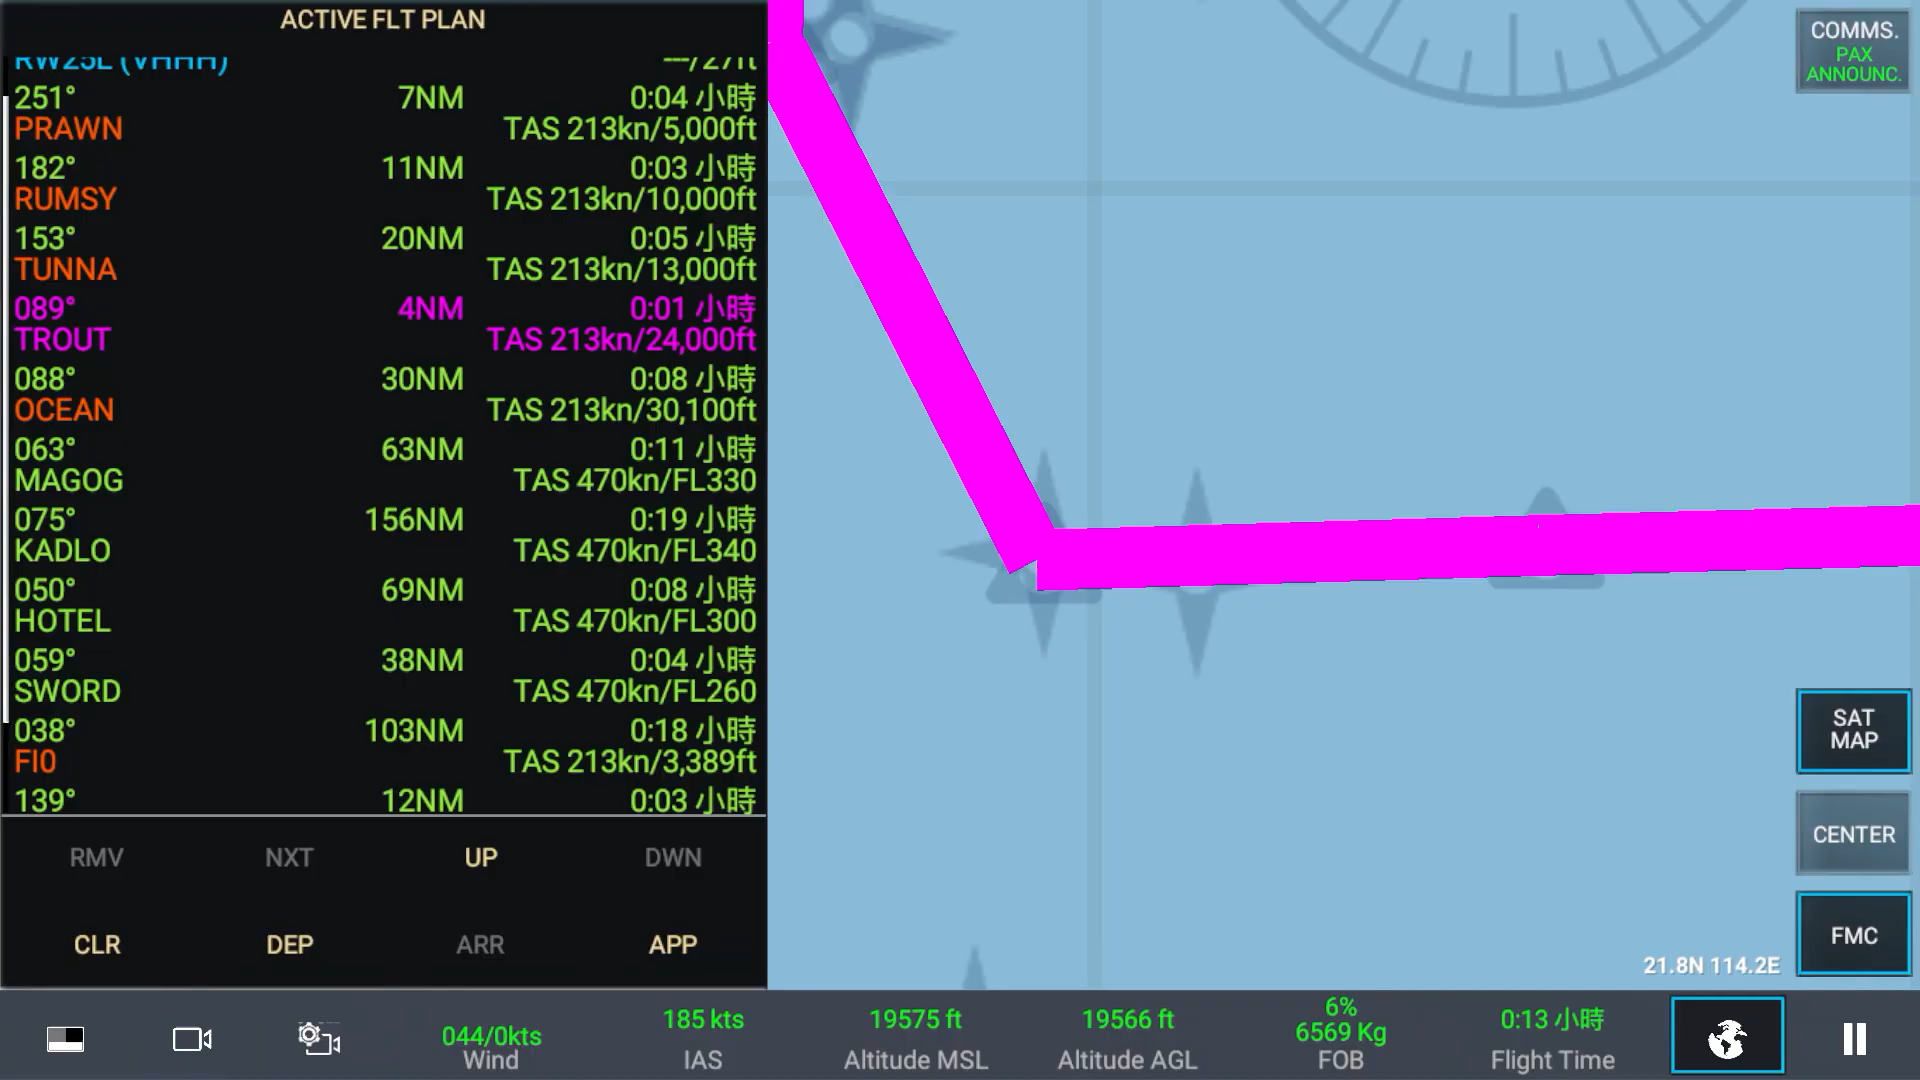 ACTIVE FLT PLAN
RW25L (VHHH) ---/27ft
251° 7NM 0:04 小時
PRAWN TAS 213kn/5,000ft
182° 11NM 0:03 小時
RUMSY TAS 213kn/10,000ft
153° 20NM 0:05 小時
TUNNA TAS 213kn/13,000ft
089° 4NM 0:01 小時
TROUT TAS 213kn/24,000ft
088° 30NM 0:08 小時
OCEAN TAS 213kn/30,100ft
063° 63NM 0:11 小時
MAGOG TAS 470kn/FL330
075° 156NM 0:19 小時
KADLO TAS 470kn/FL340
050° 69NM 0:08 小時
HOTEL TAS 470kn/FL300
059° 38NM 0:04 小時
SWORD TAS 470kn/FL260
038° 103NM 0:18 小時
FI0 TAS 213kn/3,389ft
139° 12NM 0:03 小時
RMV NXT UP DWN
CLR DEP ARR APP
COMMS.
PAX
ANNOUNC.
SAT
MAP
CENTER
FMC
21.8N 114.2E
044/0kts
Wind
185 kts
IAS
19575 ft
Altitude MSL
19566 ft
Altitude AGL
6%
6569 Kg
FOB
0:13 小時
Flight Time